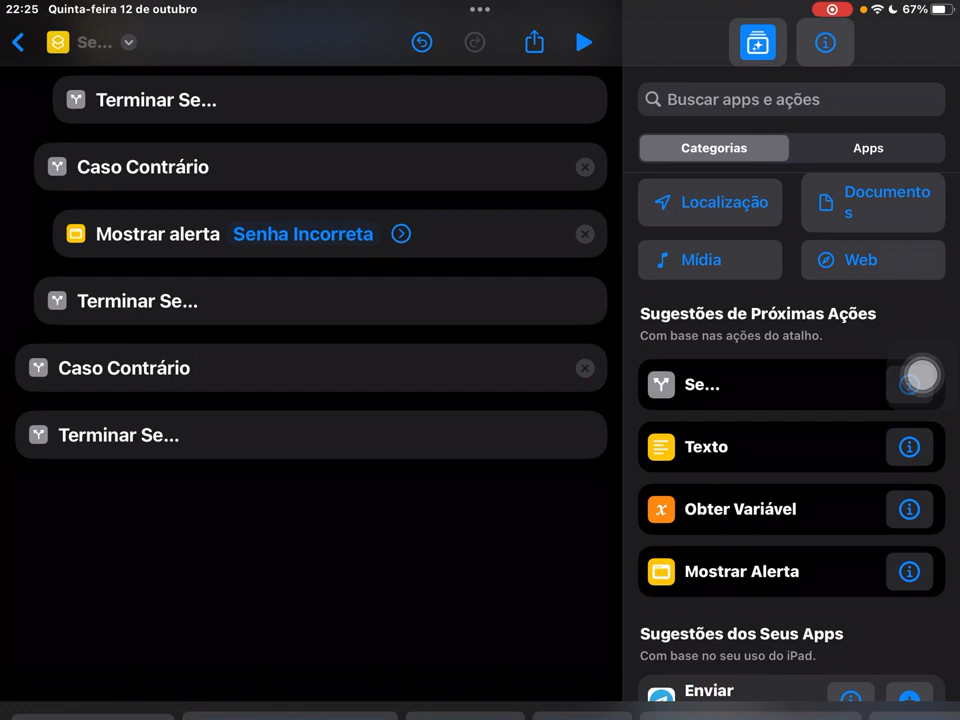 22:25 Quinta-feira 12 de outubro
67%
Se...
Terminar Se...
Caso Contrário
Mostrar alerta Senha Incorreta
Terminar Se...
Caso Contrário
Terminar Se...
Buscar apps e ações
Categorias
Apps
Localização
Documento
s
Mídia
Web
Sugestões de Próximas Ações
Com base nas ações do atalho.
Se...
Texto
Obter Variável
Mostrar Alerta
Sugestões dos Seus Apps
Com base no seu uso do iPad.
Enviar